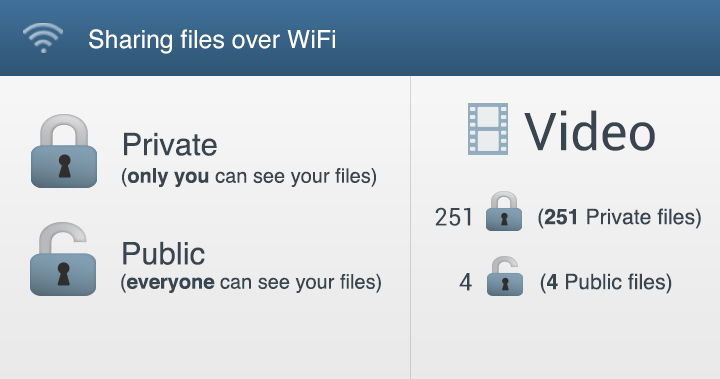 Sharing files over WiFi
Private
(only you can see your files)
Public
(everyone can see your files)
Video
251 (251 Private files)
4 (4 Public files)